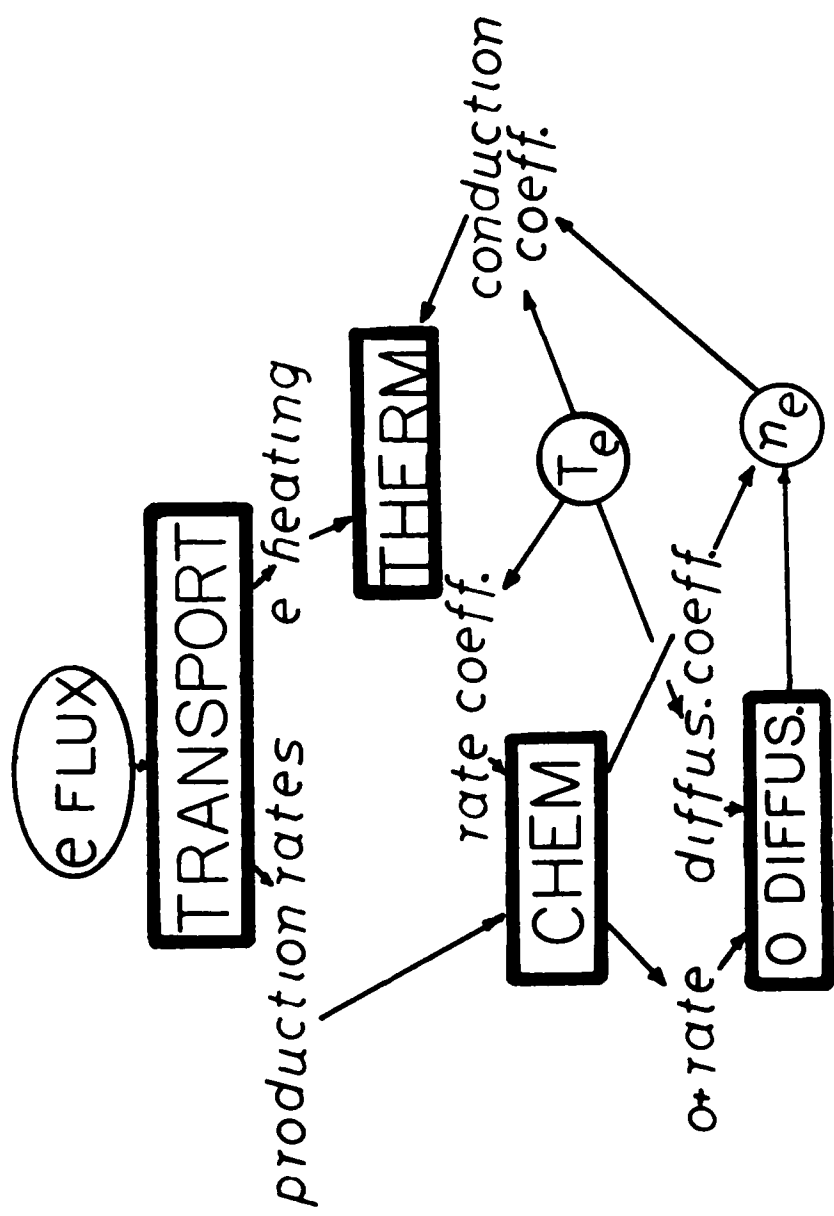 e FLUX
TRANSPORT
production rates
e heating
THERM
conduction
coeff.
rate coeff.
CHEM
Te
O+ rate
diffus. coeff.
O DIFFUS.
ne